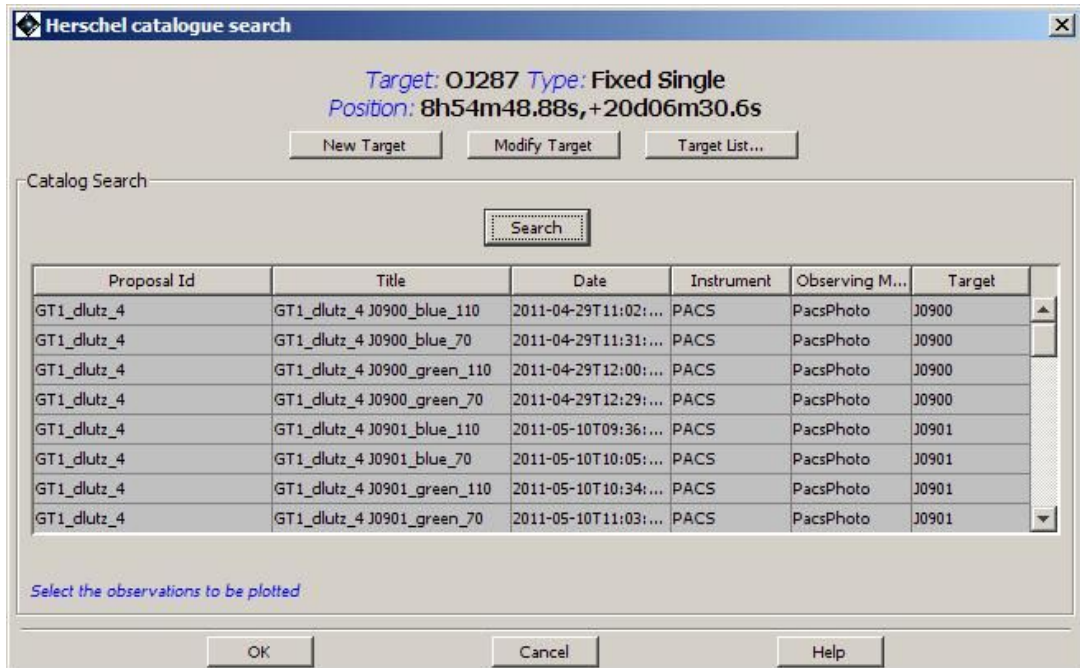 Herschel catalogue search
Target: OJ287 Type: Fixed Single
Position: 8h54m48.88s,+20d06m30.6s
New Target Modify Target Target List...
Catalog Search
Search
Proposal Id Title Date Instrument Observing M... Target
GT1_dlutz_4 GT1_dlutz_4 J0900_blue_110 2011-04-29T11:02:... PACS PacsPhoto J0900
GT1_dlutz_4 GT1_dlutz_4 J0900_blue_70 2011-04-29T11:31:... PACS PacsPhoto J0900
GT1_dlutz_4 GT1_dlutz_4 J0900_green_110 2011-04-29T12:00:... PACS PacsPhoto J0900
GT1_dlutz_4 GT1_dlutz_4 J0900_green_70 2011-04-29T12:29:... PACS PacsPhoto J0900
GT1_dlutz_4 GT1_dlutz_4 J0901_blue_110 2011-05-10T09:36:... PACS PacsPhoto J0901
GT1_dlutz_4 GT1_dlutz_4 J0901_blue_70 2011-05-10T10:05:... PACS PacsPhoto J0901
GT1_dlutz_4 GT1_dlutz_4 J0901_green_110 2011-05-10T10:34:... PACS PacsPhoto J0901
GT1_dlutz_4 GT1_dlutz_4 J0901_green_70 2011-05-10T11:03:... PACS PacsPhoto J0901
Select the observations to be plotted
OK Cancel Help